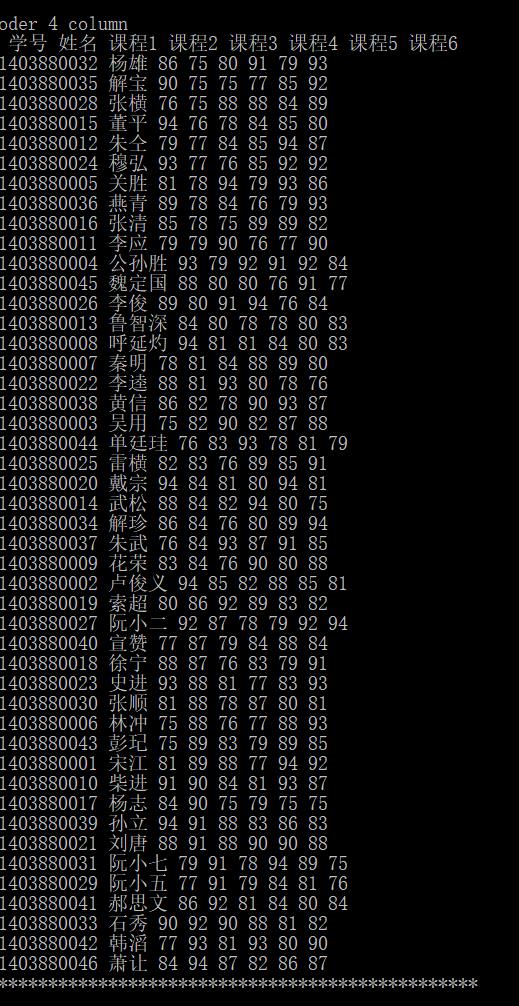 oder 4 column
学号 姓名 课程1 课程2 课程3 课程4 课程5 课程6
1403880032 杨雄 86 75 80 91 79 93
1403880035 解宝 90 75 75 77 85 92
1403880028 张横 76 75 88 88 84 89
1403880015 董平 94 76 78 84 85 80
1403880012 朱仝 79 77 84 85 94 87
1403880024 穆弘 93 77 76 85 92 92
1403880005 关胜 81 78 94 79 93 86
1403880036 燕青 89 78 84 76 79 93
1403880016 张清 85 78 75 89 89 82
1403880011 李应 79 79 90 76 77 90
1403880004 公孙胜 93 79 92 91 92 84
1403880045 魏定国 88 80 80 76 91 77
1403880026 李俊 89 80 91 94 76 84
1403880013 鲁智深 84 80 78 78 80 83
1403880008 呼延灼 94 81 81 84 80 83
1403880007 秦明 78 81 84 88 89 80
1403880022 李逵 88 81 93 80 78 76
1403880038 黄信 86 82 78 90 93 87
1403880003 吴用 75 82 90 82 87 88
1403880044 单廷珪 76 83 93 78 81 79
1403880025 雷横 82 83 76 89 85 91
1403880020 戴宗 94 84 81 80 94 81
1403880014 武松 88 84 82 94 80 75
1403880034 解珍 86 84 76 80 89 94
1403880037 朱武 76 84 93 87 91 85
1403880009 花荣 83 84 76 90 80 88
1403880002 卢俊义 94 85 82 88 85 81
1403880019 索超 80 86 92 89 83 82
1403880027 阮小二 92 87 78 79 92 94
1403880040 宣赞 77 87 79 84 88 84
1403880018 徐宁 88 87 76 83 79 91
1403880023 史进 93 88 81 77 83 93
1403880030 张顺 81 88 78 87 80 81
1403880006 林冲 75 88 76 77 88 93
1403880043 彭玘 75 89 83 79 89 85
1403880001 宋江 81 89 88 77 94 92
1403880010 柴进 91 90 84 81 93 87
1403880017 杨志 84 90 75 79 75 75
1403880039 孙立 94 91 88 83 86 83
1403880021 刘唐 88 91 88 90 90 88
1403880031 阮小七 79 91 78 94 89 75
1403880029 阮小五 77 91 79 84 81 76
1403880041 郝思文 86 92 81 84 80 84
1403880033 石秀 90 92 90 88 81 82
1403880042 韩滔 77 93 81 93 80 90
1403880046 萧让 84 94 87 82 86 87
************************************************